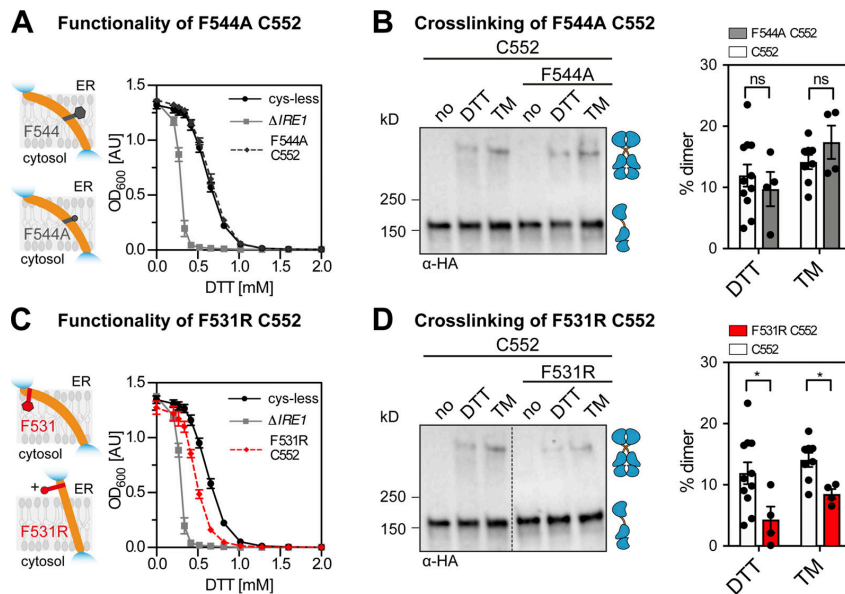 A Functionality of F544A C552
ER
F544
cytosol
ER
F544A
cytosol
OD600 [AU]
1.5
1.0
0.5
0.0
0.0 0.5 1.0 1.5 2.0
DTT [mM]
cys-less
ΔIRE1
F544A
C552
B Crosslinking of F544A C552
C552
F544A
no DTT TM no DTT TM
kD
250
150
α-HA
F544A C552
C552
% dimer
30
20
10
0
ns ns
DTT TM
C Functionality of F531R C552
ER
F531
cytosol
+
ER
F531R
cytosol
OD600 [AU]
1.5
1.0
0.5
0.0
0.0 0.5 1.0 1.5 2.0
DTT [mM]
cys-less
ΔIRE1
F531R
C552
D Crosslinking of F531R C552
C552
F531R
no DTT TM no DTT TM
kD
250
150
α-HA
F531R C552
C552
% dimer
30
20
10
0
* *
DTT TM